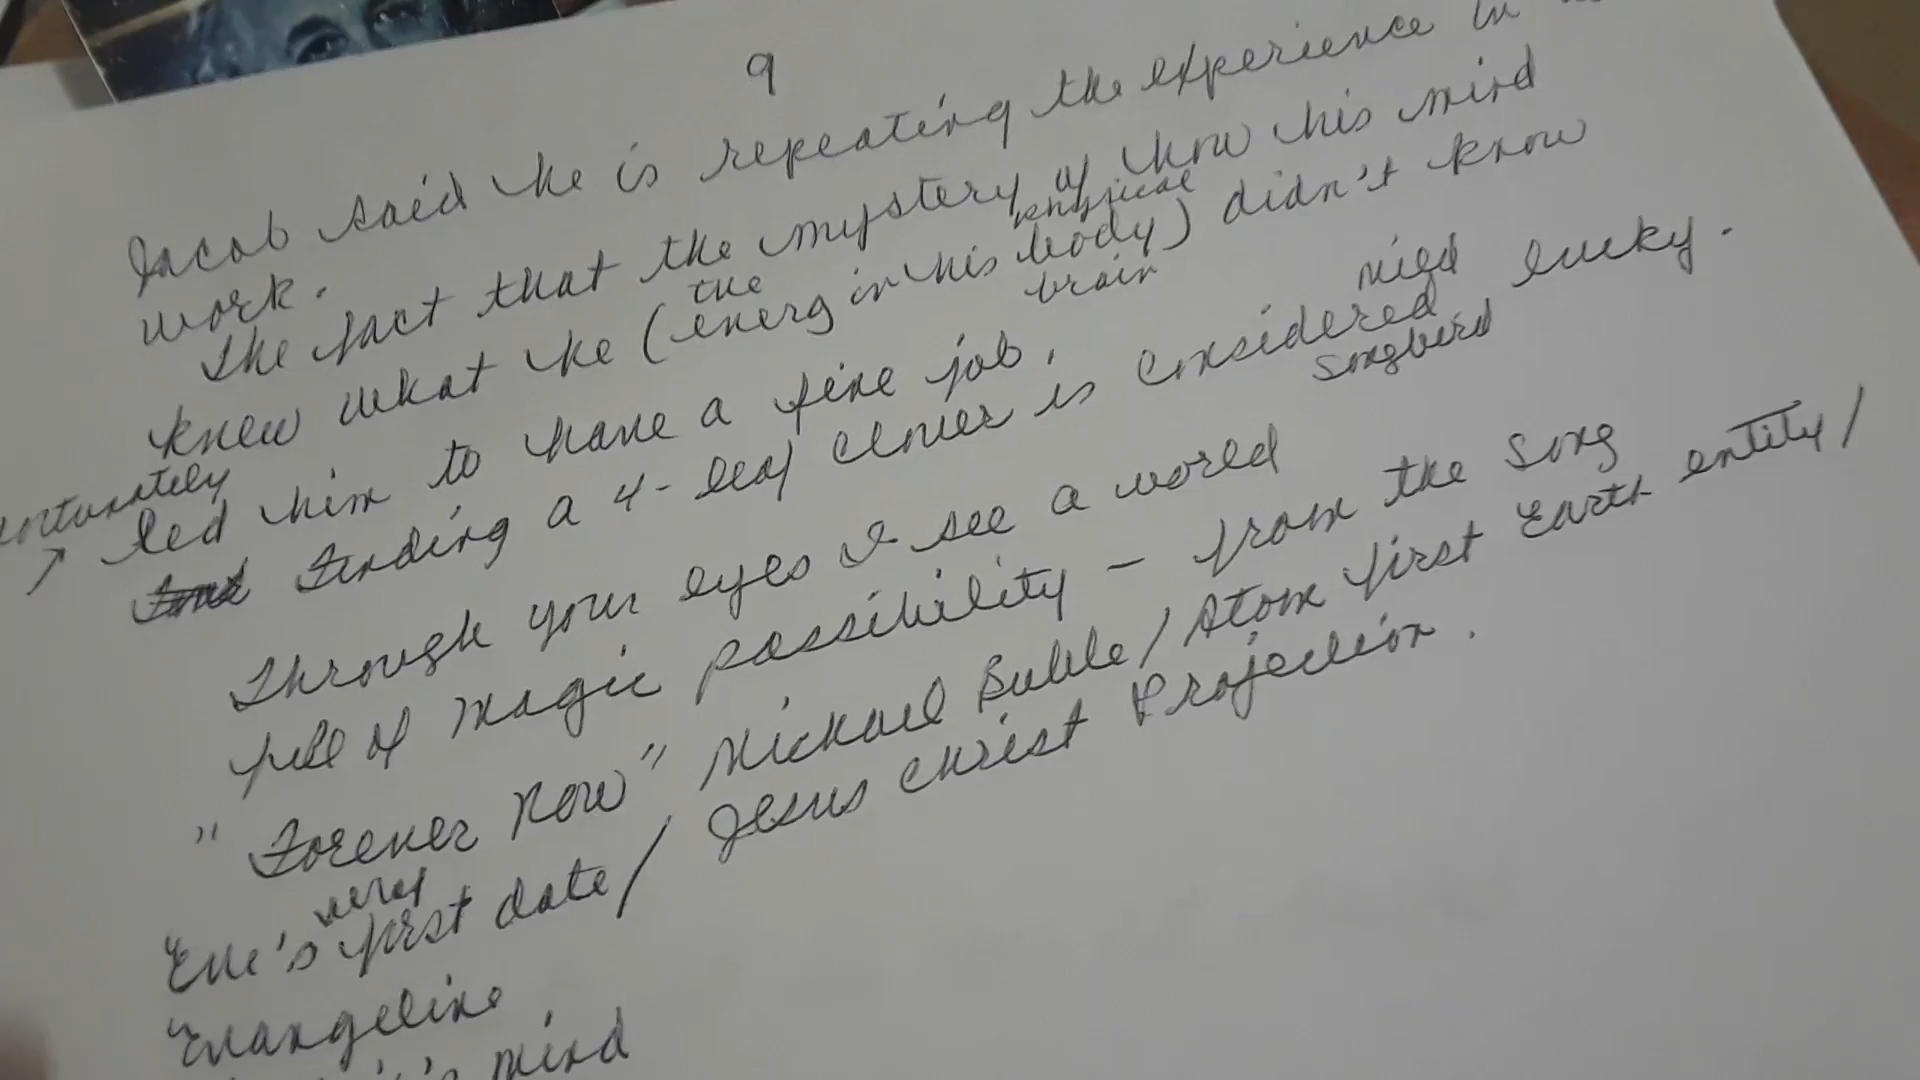 9
Jacob said he is repeating the experience in
work.
The fact that the mystery of how his mind
physical
knew what he (the energ in his body) didn't know
brain
unfortunately
led him to have a fine job.
Finding a 4-leaf clover is considered lucky.
songbird
Through your eyes I see a world
full of magic possibility - from the song
"Forever Now" Michael Buble / Atom first Earth entity /
very
Eve's first date / Jesus Christ Projection.
Evangeline
mind